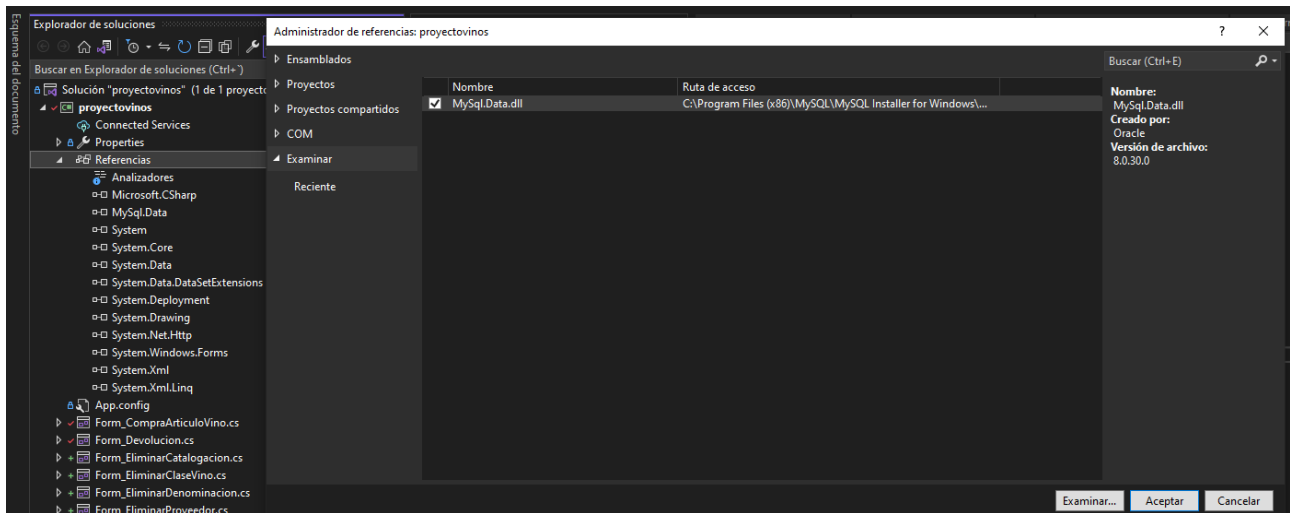 Esquema del documento
Explorador de soluciones
Buscar en Explorador de soluciones (Ctrl+¨)
Solución "proyectovinos" (1 de 1 proyecto
proyectovinos
Connected Services
Properties
Referencias
Analizadores
Microsoft.CSharp
MySql.Data
System
System.Core
System.Data
System.Data.DataSetExtensions
System.Deployment
System.Drawing
System.Net.Http
System.Windows.Forms
System.Xml
System.Xml.Linq
App.config
Form_CompraArticuloVino.cs
Form_Devolucion.cs
Form_EliminarCatalogacion.cs
Form_EliminarClaseVino.cs
Form_EliminarDenominacion.cs
Form_EliminarProveedor.cs
Administrador de referencias: proyectovinos
? ×
Ensamblados
Proyectos
Proyectos compartidos
COM
Examinar
Reciente
Nombre Ruta de acceso
MySql.Data.dll C:\Program Files (x86)\MySQL\MySQL Installer for Windows\...
Buscar (Ctrl+E)
Nombre:
MySql.Data.dll
Creado por:
Oracle
Versión de archivo:
8.0.30.0
Examinar... Aceptar Cancelar